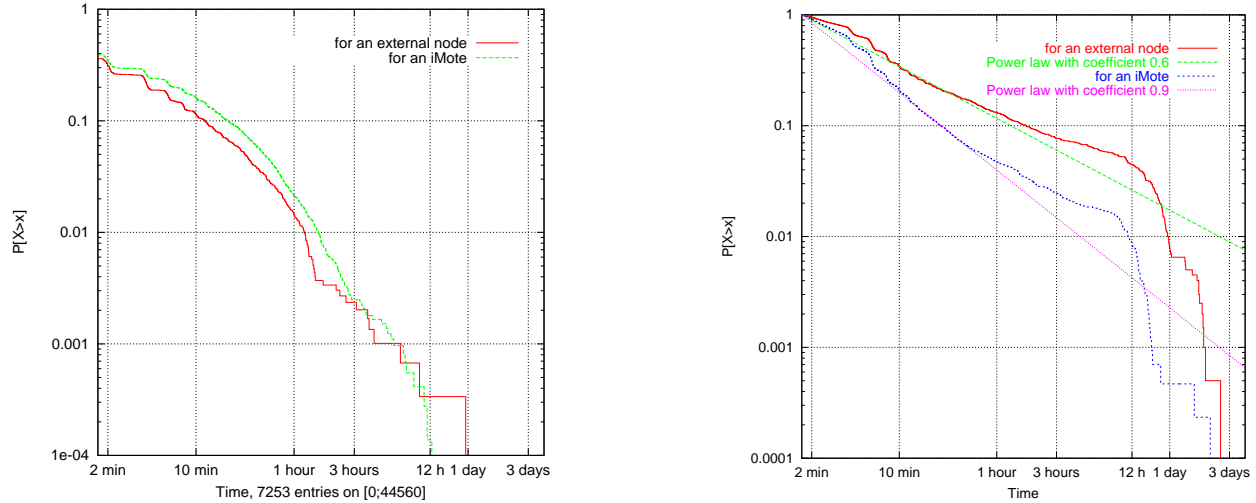 1
0.1
0.01
0.001
1e-04
P[X>x]
for an external node
for an iMote
2 min
10 min
1 hour
3 hours
12 h
1 day
3 days
Time, 7253 entries on [0;44560]
1
0.1
0.01
0.001
0.0001
P[X>x]
for an external node
Power law with coefficient 0.6
for an iMote
Power law with coefficient 0.9
2 min
10 min
1 hour
3 hours
12 h
1 day
3 days
Time